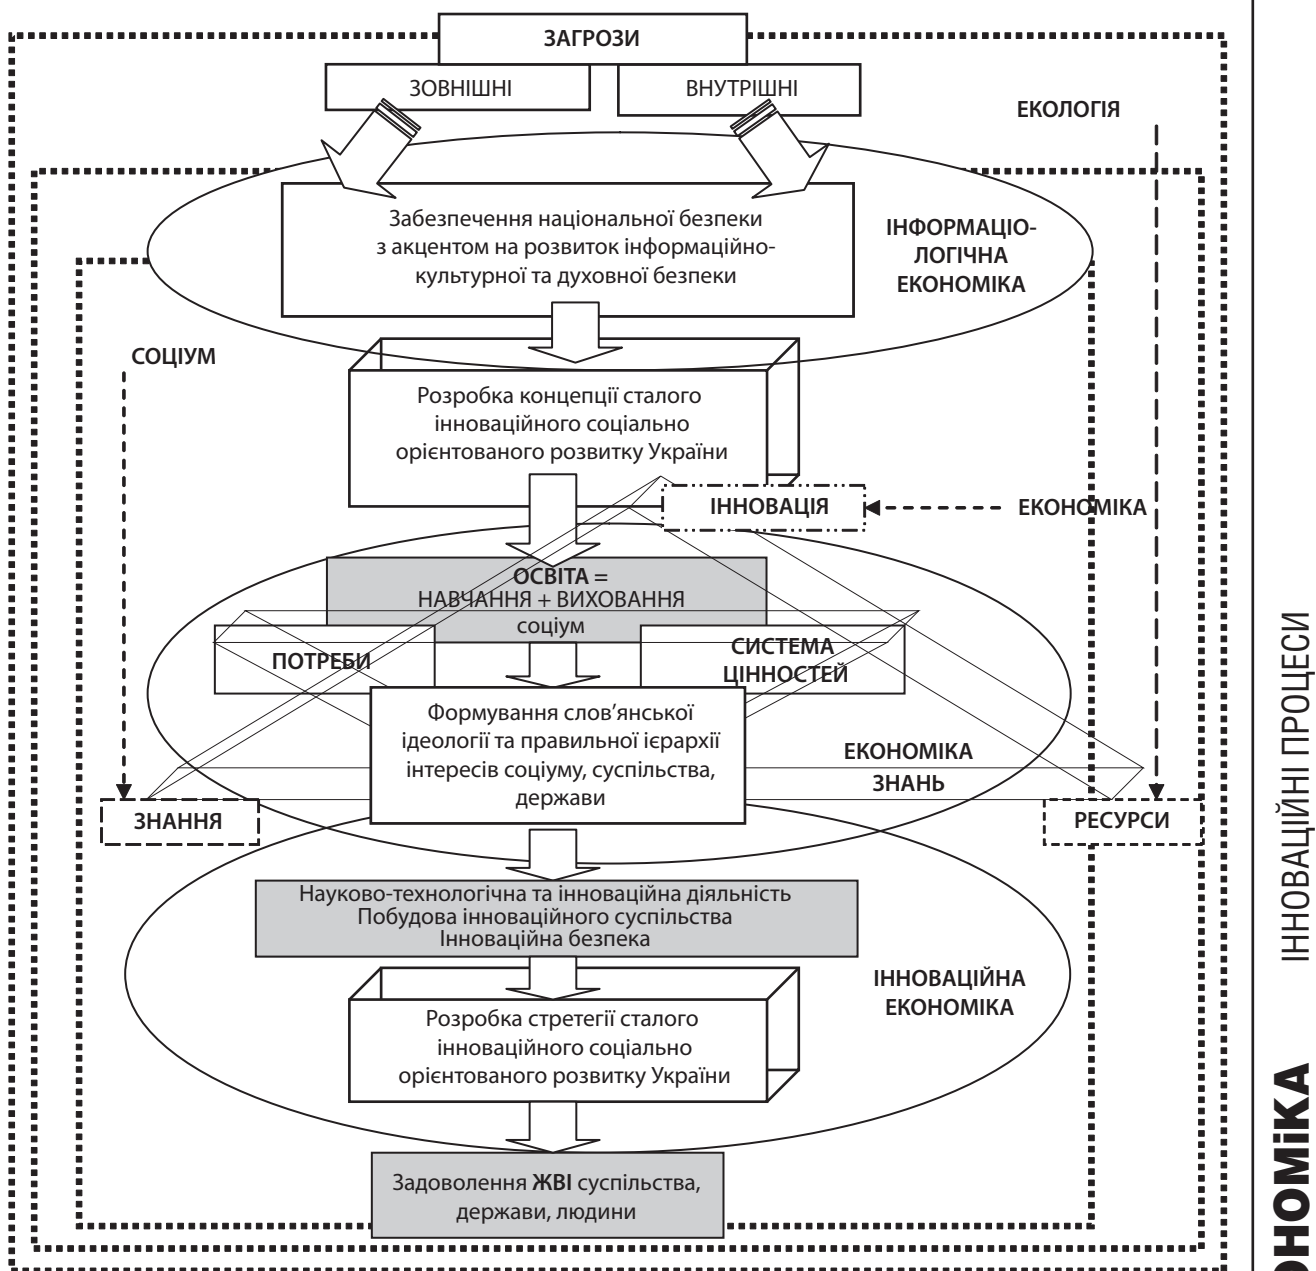 ЗАГРОЗИ
ЗОВНІШНІ
ВНУТРІШНІ
ЕКОЛОГІЯ
Забезпечення національної безпеки
з акцентом на розвиток інформаційно-
культурної та духовної безпеки
ІНФОРМАЦІО-
ЛОГІЧНА
ЕКОНОМІКА
СОЦІУМ
Розробка концепції сталого
інноваційного соціально
орієнтованого розвитку України
ІННОВАЦІЯ
ЕКОНОМІКА
ОСВІТА =
НАВЧАННЯ + ВИХОВАННЯ
соціум
ПОТРЕБИ
СИСТЕМА
ЦІННОСТЕЙ
Формування слов’янської
ідеології та правильної ієрархії
інтересів соціуму, суспільства,
держави
ЕКОНОМІКА
ЗНАНЬ
ЗНАННЯ
РЕСУРСИ
Науково-технологічна та інноваційна діяльність
Побудова інноваційного суспільства
Інноваційна безпека
ІННОВАЦІЙНА
ЕКОНОМІКА
Розробка стретегії сталого
інноваційного соціально
орієнтованого розвитку України
Задоволення ЖВІ суспільства,
держави, людини
ІННОВАЦІЙНІ ПРОЦЕСИ